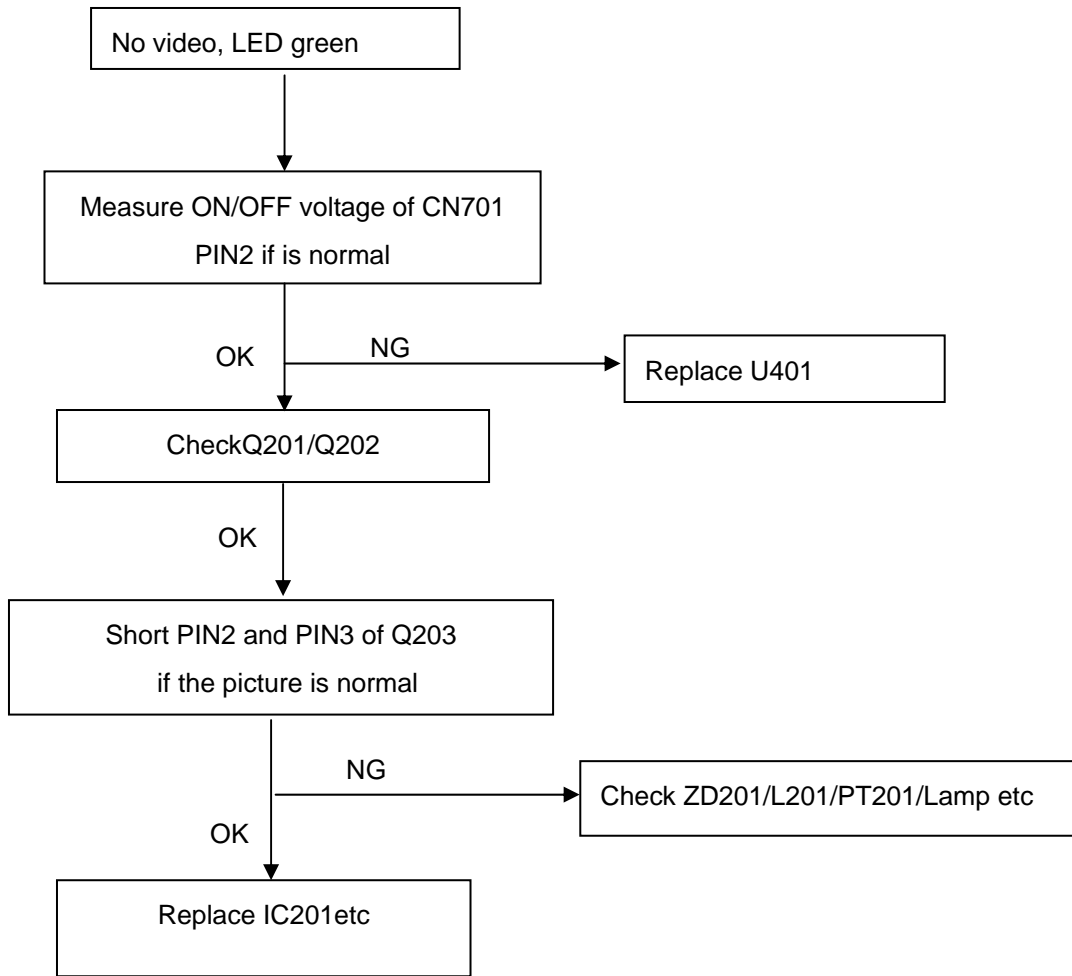 No video, LED green
Measure ON/OFF voltage of CN701
PIN2 if is normal
OK
NG
Replace U401
CheckQ201/Q202
OK
Short PIN2 and PIN3 of Q203
if the picture is normal
NG
Check ZD201/L201/PT201/Lamp etc
OK
Replace IC201etc